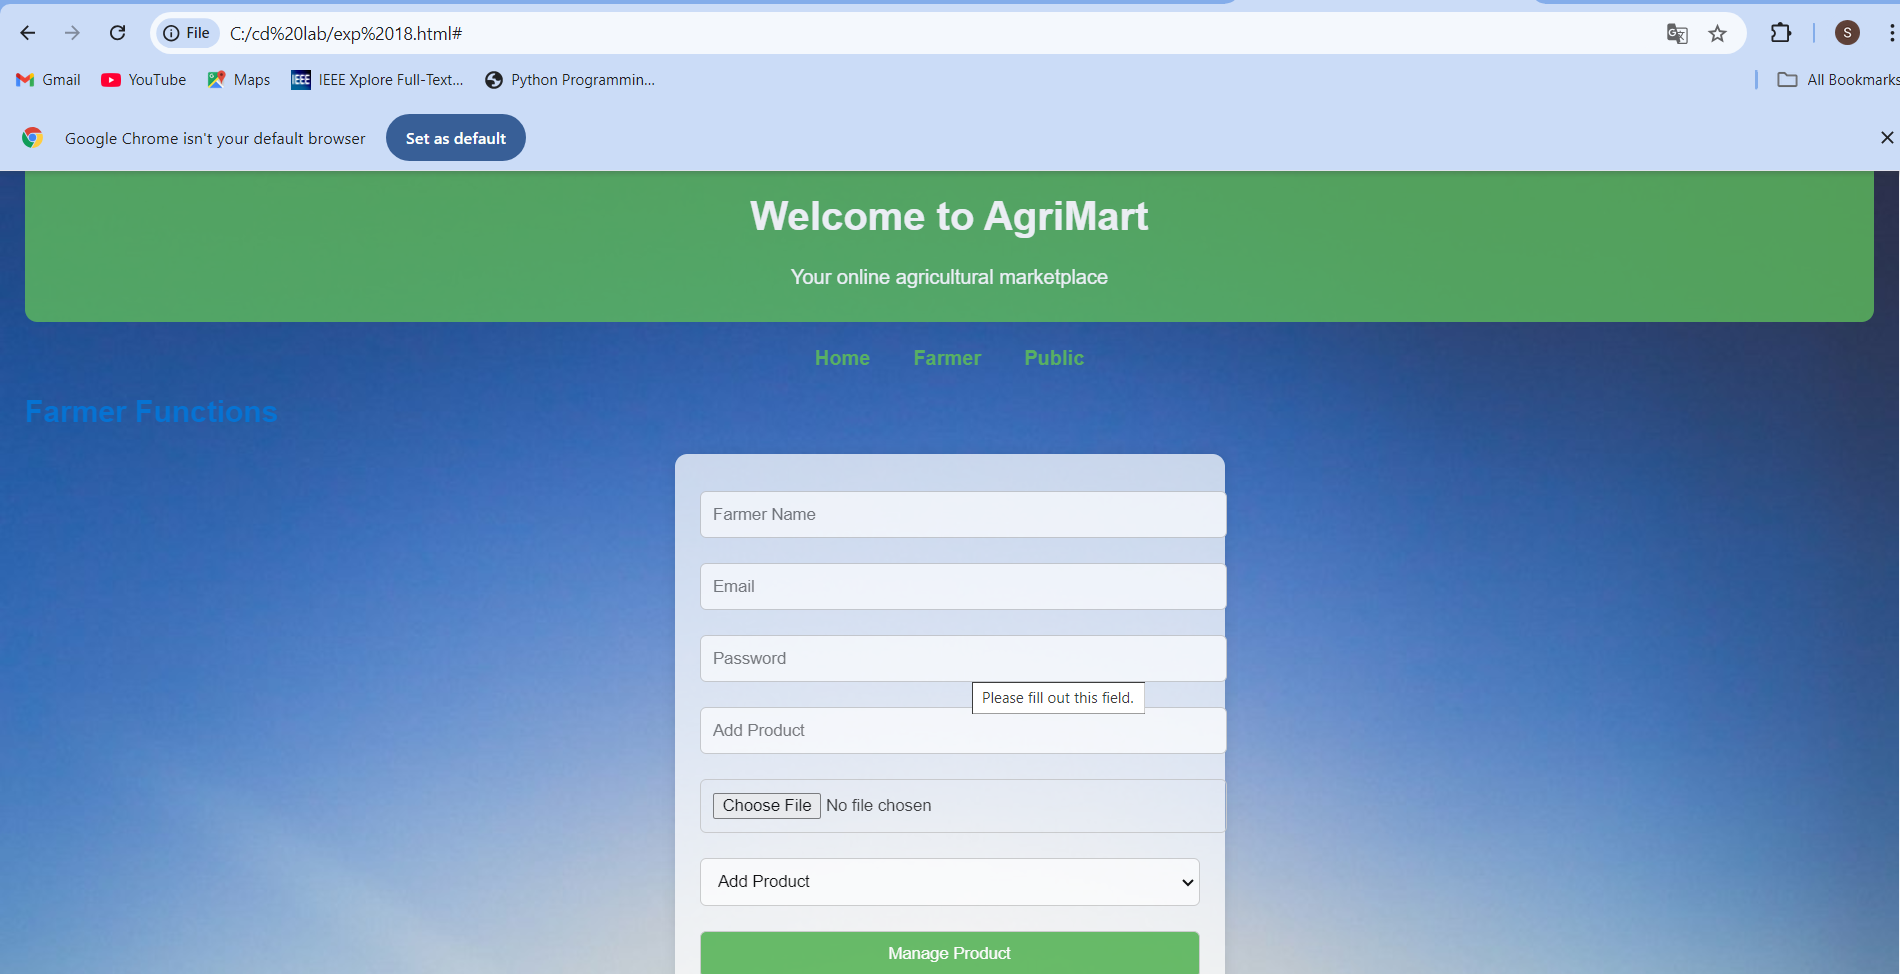 File C:/cd%20lab/exp%2018.html# S
Gmail YouTube Maps IEEE IEEE Xplore Full-Text... Python Programmin... All Bookmarks
Google Chrome isn't your default browser Set as default
Welcome to AgriMart
Your online agricultural marketplace
Home Farmer Public
Farmer Functions
Farmer Name
Email
Password
Please fill out this field.
Add Product
Choose File No file chosen
Add Product
Manage Product